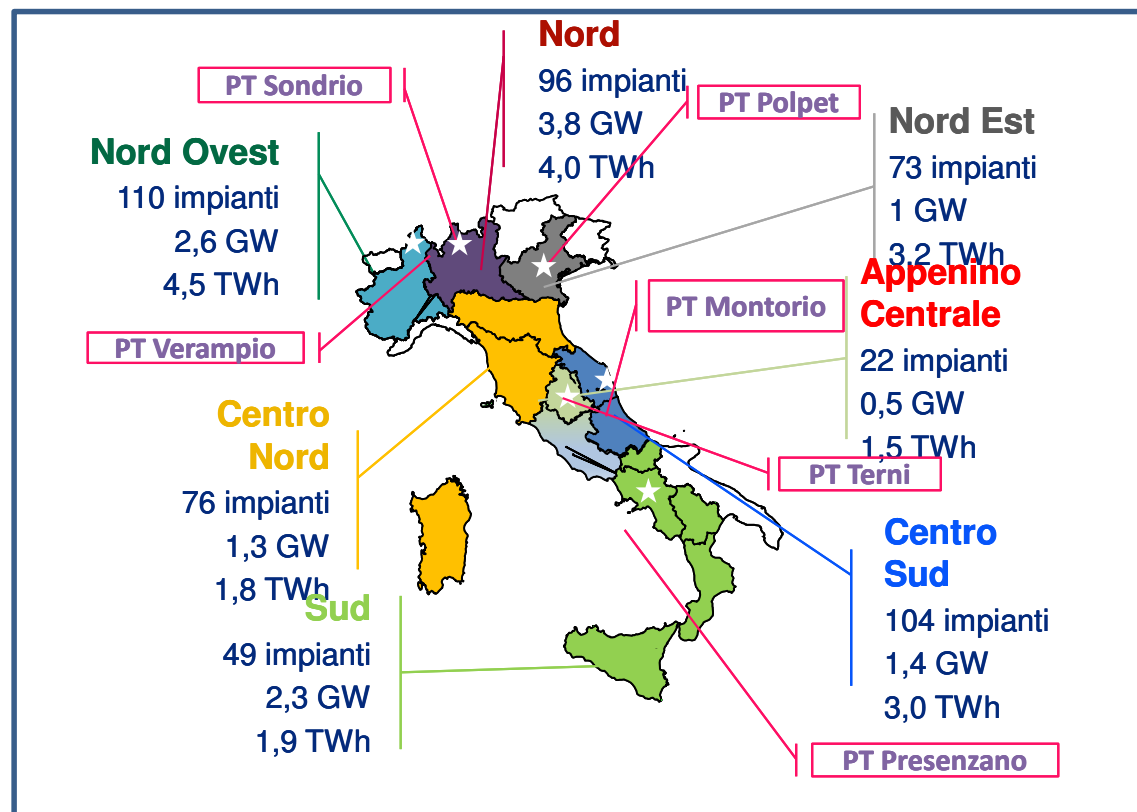 Nord
96 impianti
3,8 GW
4,0 TWh
PT Sondrio
PT Polpet
Nord Est
73 impianti
1 GW
3,2 TWh
Nord Ovest
110 impianti
2,6 GW
4,5 TWh
Appenino
Centrale
22 impianti
0,5 GW
1,5 TWh
PT Montorio
PT Verampio
Centro
Nord
76 impianti
1,3 GW
1,8 TWh
PT Terni
Centro
Sud
104 impianti
1,4 GW
3,0 TWh
Sud
49 impianti
2,3 GW
1,9 TWh
PT Presenzano